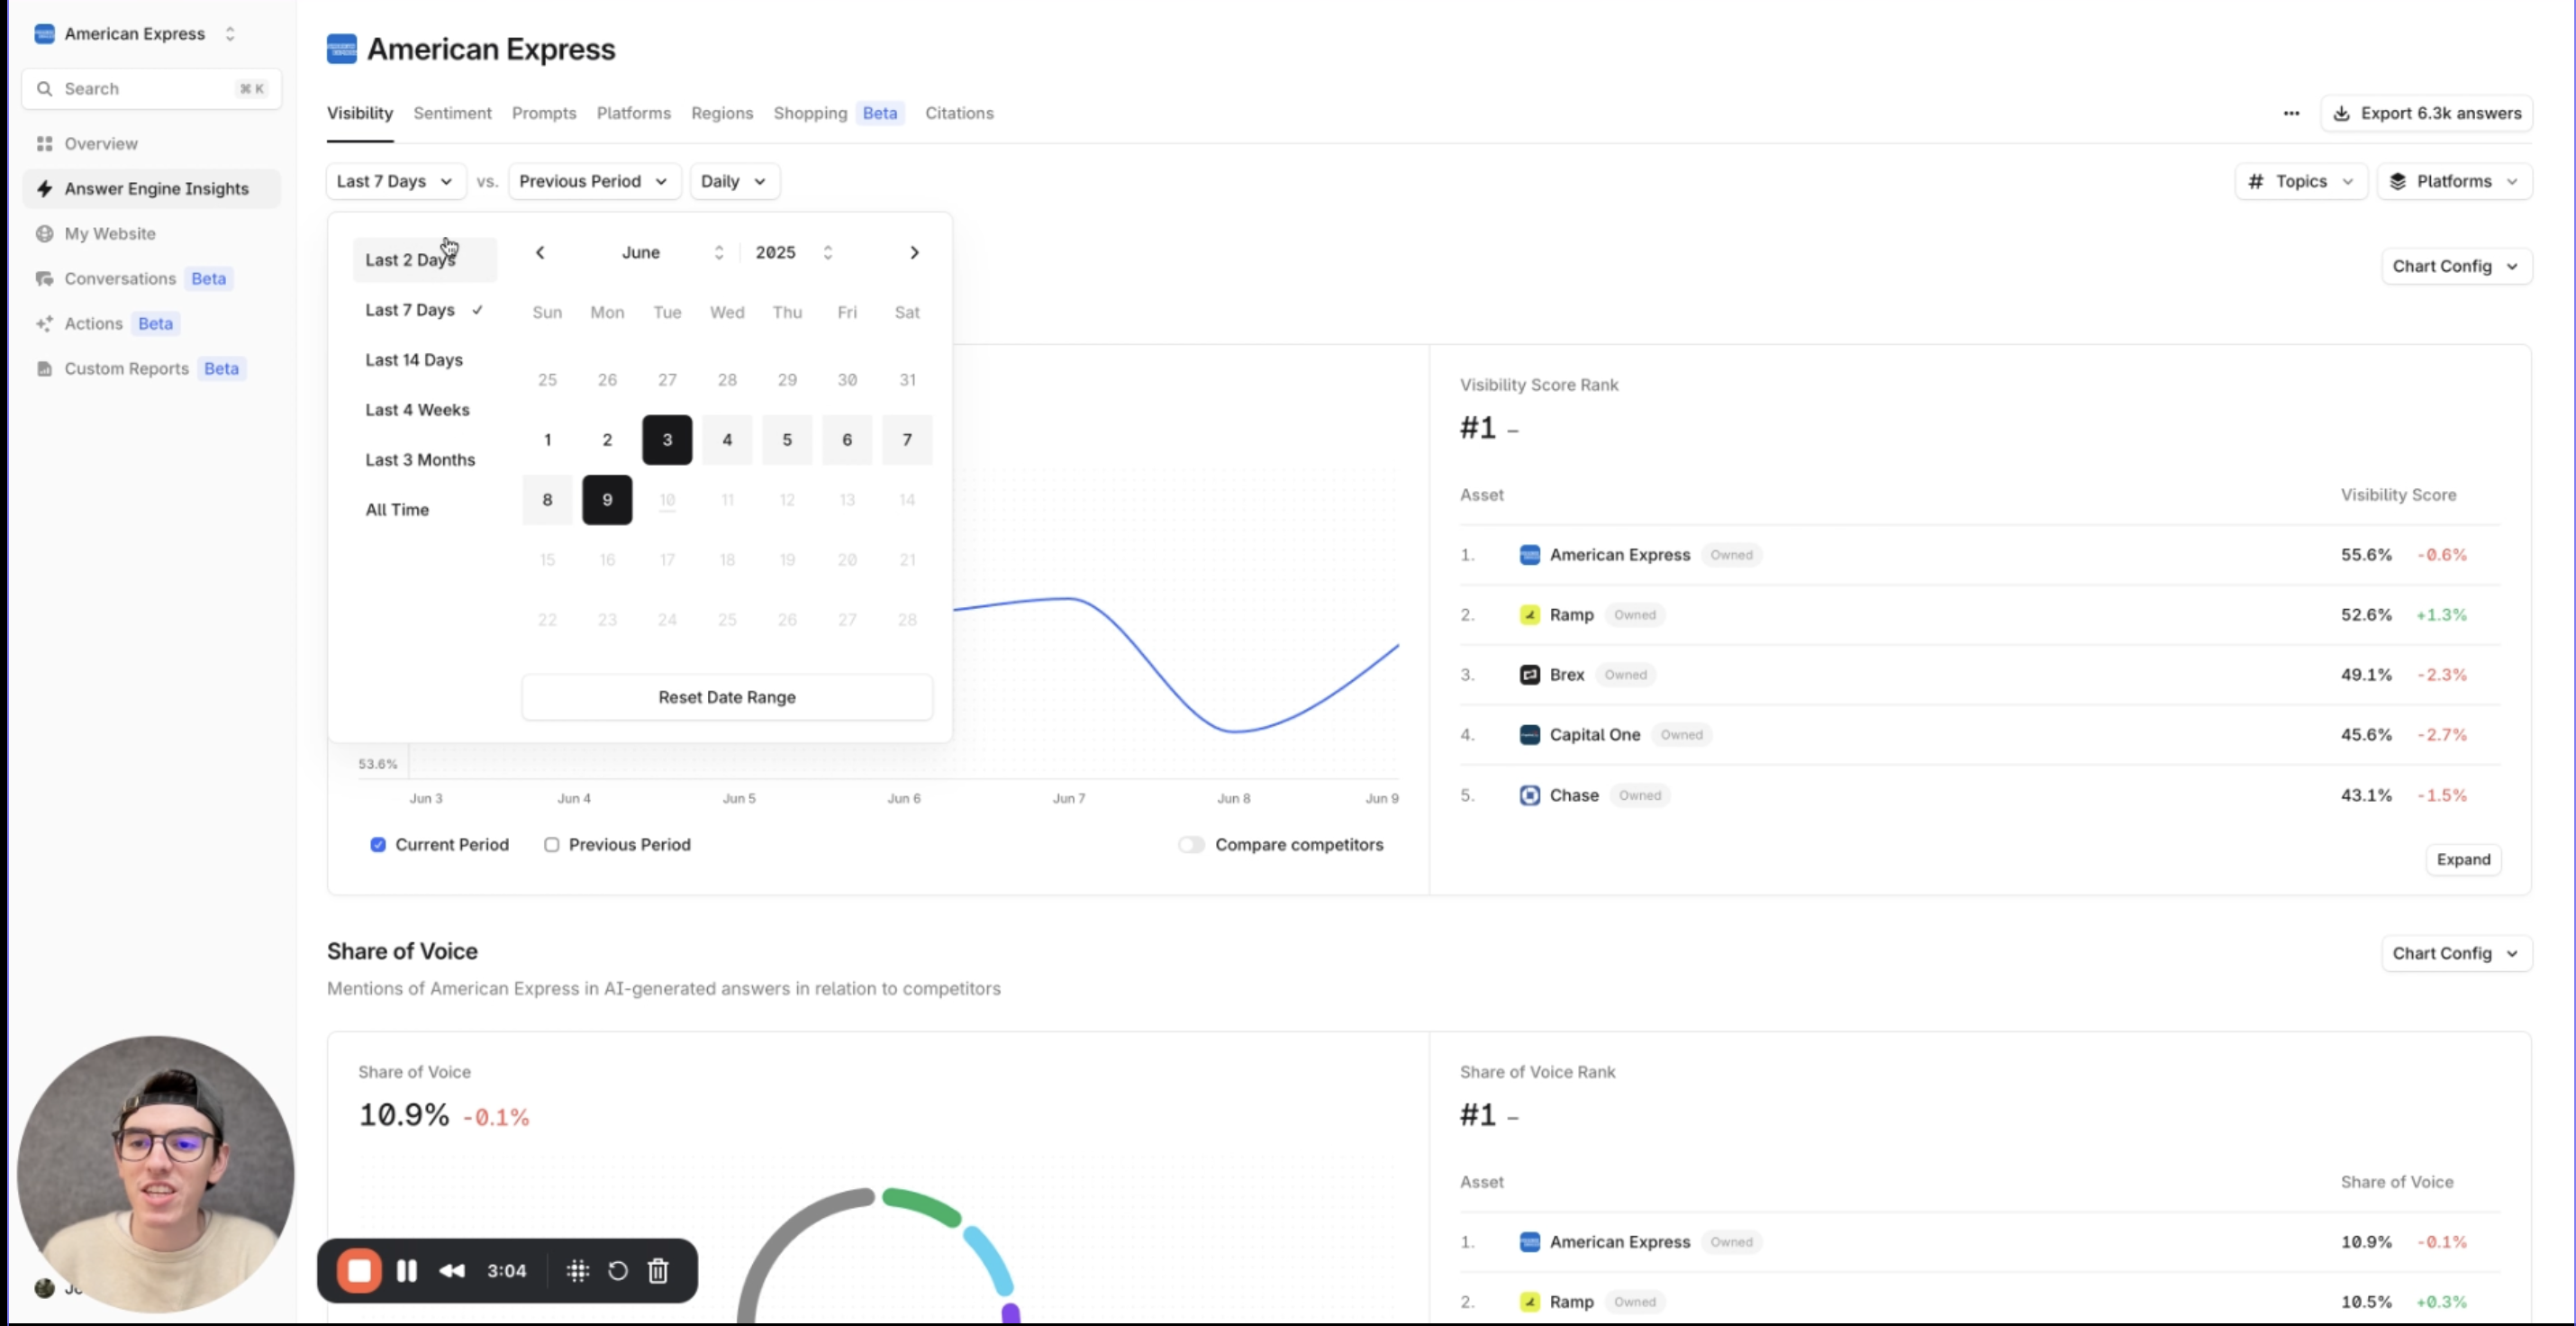 American Express
Search ⌘ K
Overview
Answer Engine Insights
My Website
Conversations Beta
Actions Beta
Custom Reports Beta
American Express
Visibility Sentiment Prompts Platforms Regions Shopping Beta Citations
Export 6.3k answers
Last 7 Days vs. Previous Period Daily
# Topics Platforms
Chart Config
Last 2 Days
Last 7 Days
Last 14 Days
Last 4 Weeks
Last 3 Months
All Time
June 2025
Sun Mon Tue Wed Thu Fri Sat
25 26 27 28 29 30 31
1 2 3 4 5 6 7
8 9 10 11 12 13 14
15 16 17 18 19 20 21
22 23 24 25 26 27 28
Reset Date Range
53.6%
Jun 3 Jun 4 Jun 5 Jun 6 Jun 7 Jun 8 Jun 9
Current Period Previous Period Compare competitors
Visibility Score Rank
#1 –
Asset Visibility Score
1. American Express Owned 55.6% -0.6%
2. Ramp Owned 52.6% +1.3%
3. Brex Owned 49.1% -2.3%
4. Capital One Owned 45.6% -2.7%
5. Chase Owned 43.1% -1.5%
Expand
Share of Voice
Mentions of American Express in AI-generated answers in relation to competitors
Chart Config
Share of Voice
10.9% -0.1%
Share of Voice Rank
#1 –
Asset Share of Voice
1. American Express Owned 10.9% -0.1%
2. Ramp Owned 10.5% +0.3%
3:04